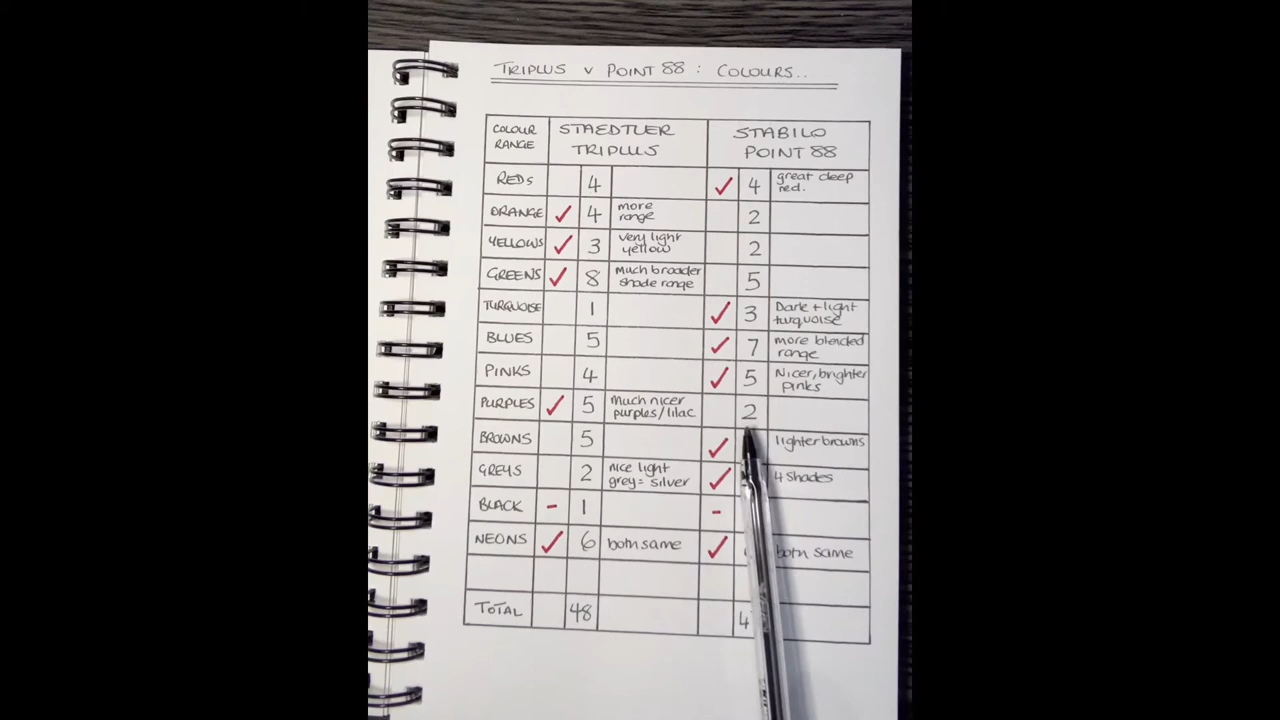 TRIPLUS v POINT 88 : COLOURS..
COLOUR RANGE STAEDTLER TRIPLUS STABILO POINT 88
REDS 4 ✓ 4 great deep red.
ORANGE ✓ 4 more range 2
YELLOWS ✓ 3 very light yellow 2
GREENS ✓ 8 Much broader shade range 5
TURQUOISE 1 ✓ 3 Dark + light turquoise
BLUES 5 ✓ 7 more blended range
PINKS 4 ✓ 5 Nicer, brighter pinks
PURPLES ✓ 5 Much nicer purples/lilac 2
BROWNS 5 ✓ lighter browns
GREYS 2 nice light grey = silver ✓ 4 shades
BLACK - 1 -
NEONS ✓ 6 both same ✓ both same
TOTAL 48 4